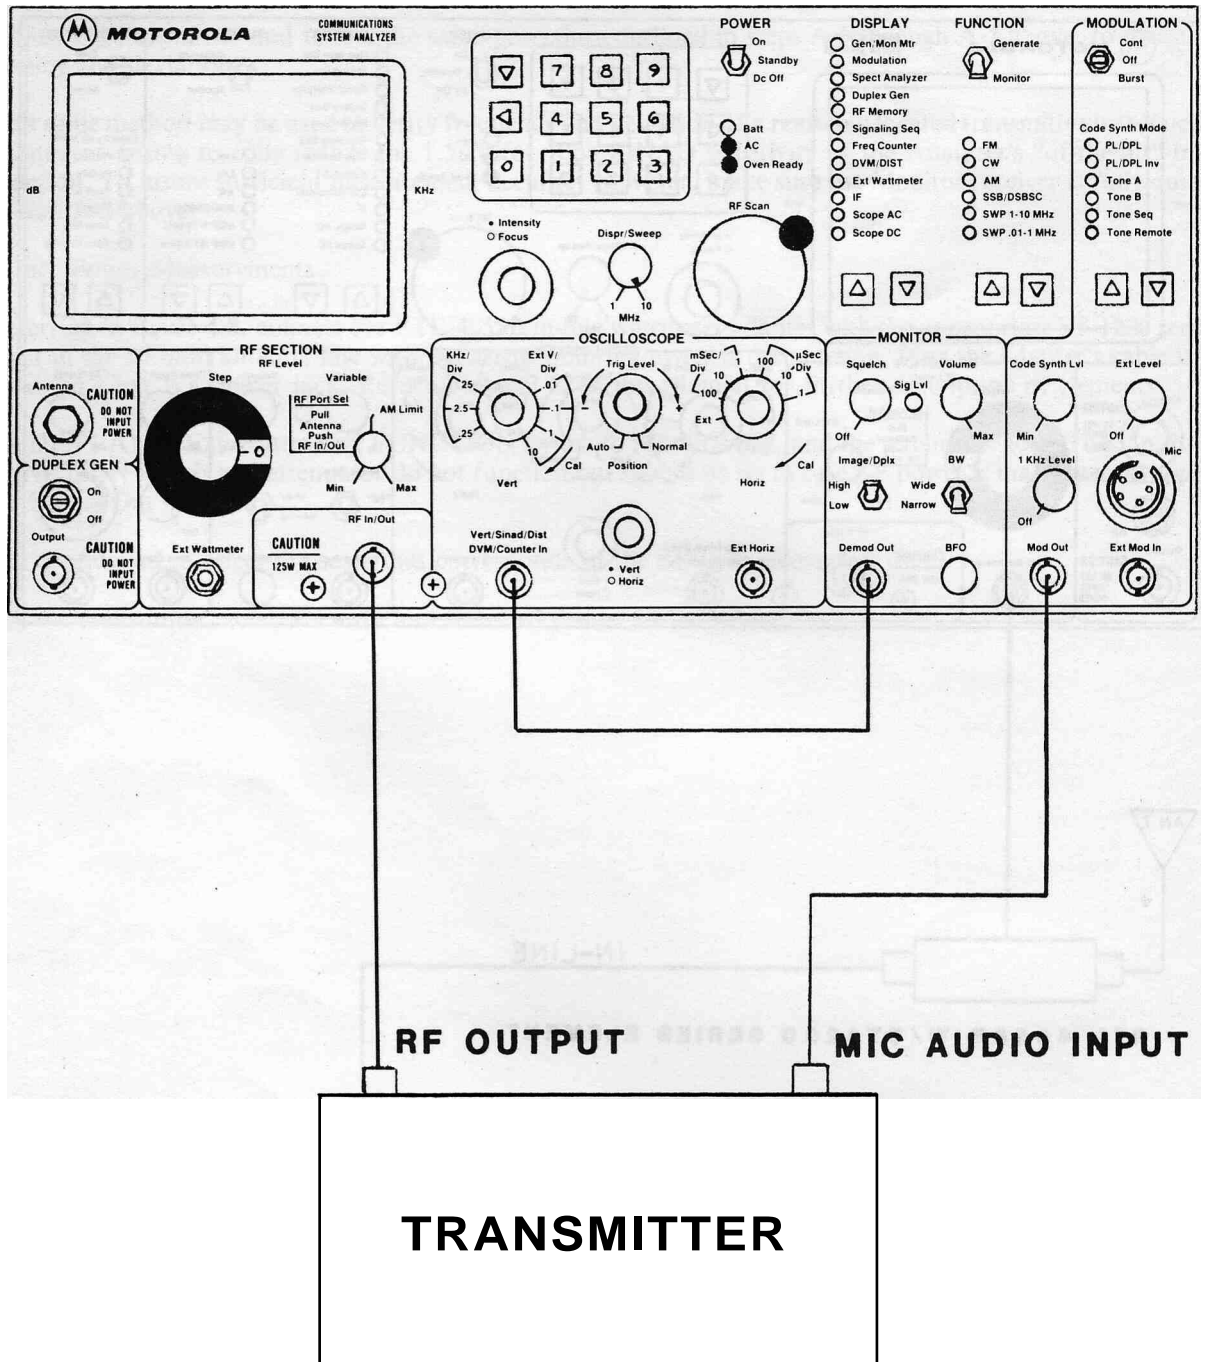 MOTOROLA
COMMUNICATIONS
SYSTEM ANALYZER
dB
KHz
7 8 9
4 5 6
0 1 2 3
Intensity
Focus
Dispr/Sweep
1 10
MHz
POWER
On
Standby
Dc Off
Batt
AC
Oven Ready
RF Scan
DISPLAY
Gen/Mon Mtr
Modulation
Spect Analyzer
Duplex Gen
RF Memory
Signaling Seq
Freq Counter
DVM/DIST
Ext Wattmeter
IF
Scope AC
Scope DC
FUNCTION
Generate
Monitor
FM
CW
AM
SSB/DSBSC
SWP 1-10 MHz
SWP .01-1 MHz
MODULATION
Cont
Off
Burst
Code Synth Mode
PL/DPL
PL/DPL Inv
Tone A
Tone B
Tone Seq
Tone Remote
Antenna
CAUTION
DO NOT
INPUT
POWER
DUPLEX GEN
On
Off
Output
CAUTION
DO NOT
INPUT
POWER
RF SECTION
RF Level
Step
Variable
0
RF Port Sel
Pull
Antenna
Push
RF In/Out
AM Limit
Min
Max
Ext Wattmeter
CAUTION
125W MAX
RF In/Out
OSCILLOSCOPE
KHz/
Div
25
2.5
.25
Ext V/
Div
.01
.1
1
10
Cal
Vert
Trig Level
- +
Auto
Normal
Position
mSec/
Div
1
10
100
Ext
µSec
Div
100
10
1
.1
Cal
Horiz
Vert/Sinad/Dist
DVM/Counter In
Vert
Horiz
Ext Horiz
MONITOR
Squelch
Off
Sig Lvl
Volume
Max
Image/Dplx
High
Low
BW
Wide
Narrow
Demod Out
BFO
Code Synth Lvl
Min
Ext Level
Off
1 KHz Level
Off
Mic
Mod Out
Ext Mod In
RF OUTPUT
MIC AUDIO INPUT
TRANSMITTER